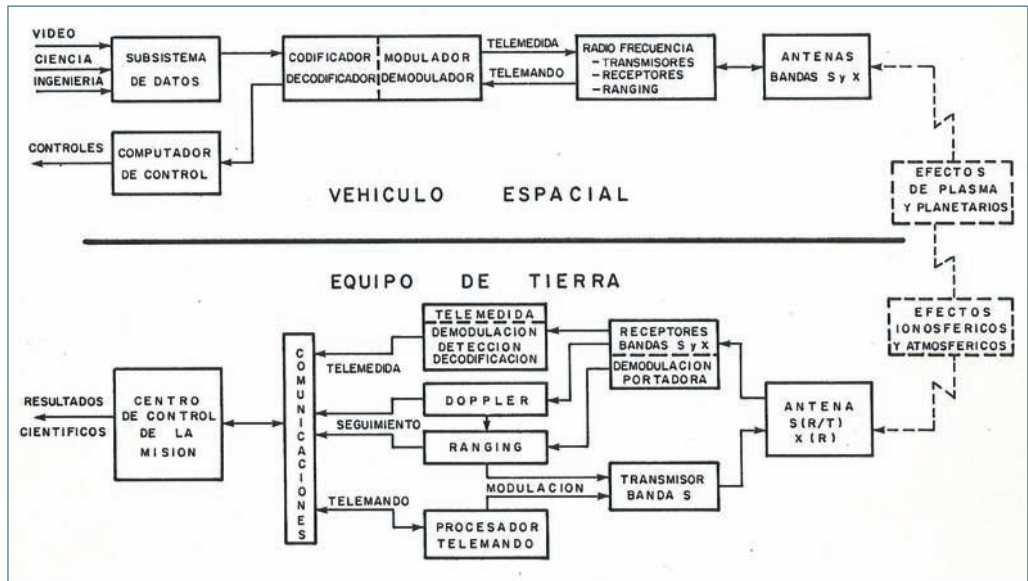 VIDEO
CIENCIA
INGENIERIA
SUBSISTEMA
DE DATOS
CODIFICADOR
DECODIFICADOR
MODULADOR
DEMODULADOR
TELEMEDIDA
TELEMANDO
RADIO FRECUENCIA
– TRANSMISORES
– RECEPTORES
– RANGING
ANTENAS
BANDAS S y X
CONTROLES
COMPUTADOR
DE CONTROL
VEHICULO ESPACIAL
EFECTOS
DE PLASMA
Y PLANETARIOS
EQUIPO DE TIERRA
EFECTOS
IONOSFERICOS
Y ATMOSFERICOS
TELEMEDIDA
DEMODULACION
DETECCION
DECODIFICACION
RECEPTORES
BANDAS S y X
DEMODULACION
PORTADORA
COMUNICACIONES
TELEMEDIDA
DOPPLER
SEGUIMIENTO
RANGING
MODULACION
TELEMANDO
PROCESADOR
TELEMANDO
TRANSMISOR
BANDA S
ANTENA
S (R/T)
X (R)
RESULTADOS
CIENTIFICOS
CENTRO
DE CONTROL
DE LA
MISION